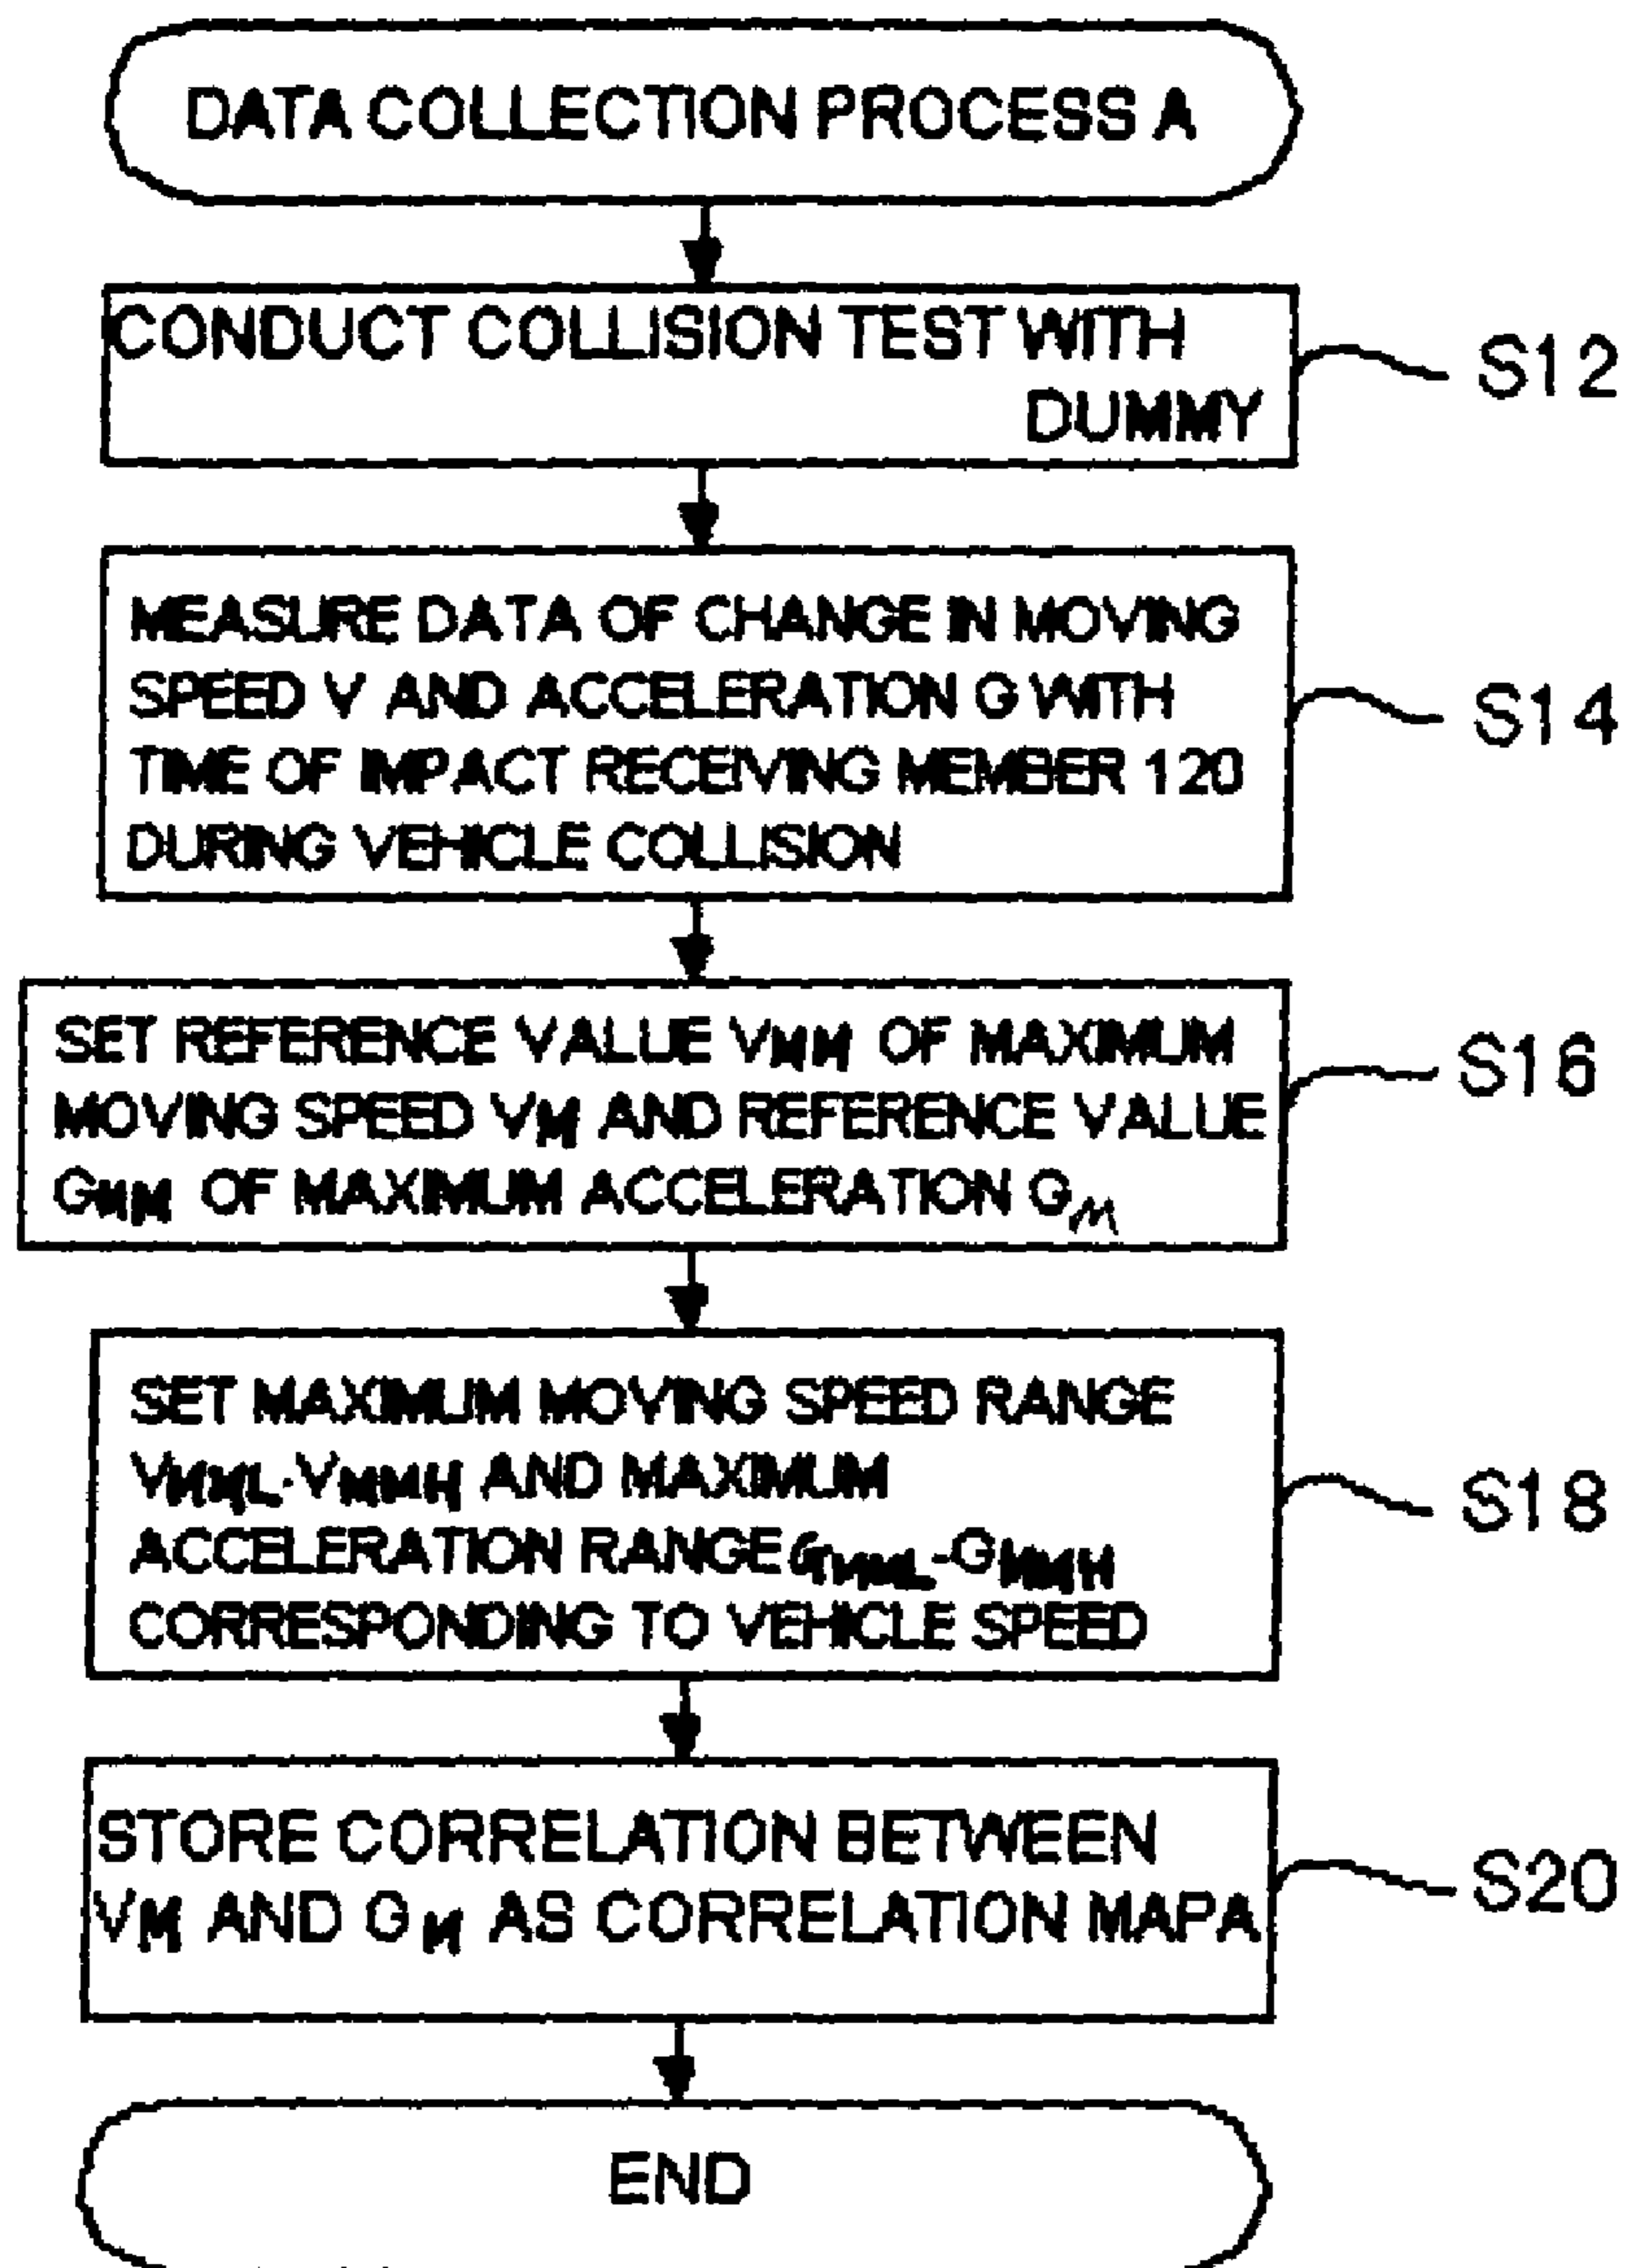 DATA COLLECTION PROCESS A
CONDUCT COLLISION TEST WITH
DUMMY
S12
MEASURE DATA OF CHANGE IN MOVING
SPEED V AND ACCELERATION G WITH
TIME OF IMPACT RECEIVING MEMBER 120
DURING VEHICLE COLLISION
S14
SET REFERENCE VALUE VMM OF MAXIMUM
MOVING SPEED VM AND REFERENCE VALUE
GMM OF MAXIMUM ACCELERATION GM
S16
SET MAXIMUM MOVING SPEED RANGE
VMML-VMMH AND MAXIMUM
ACCELERATION RANGE GMML-GMMH
CORRESPONDING TO VEHICLE SPEED
S18
STORE CORRELATION BETWEEN
VM AND GM AS CORRELATION MAPA
S20
END